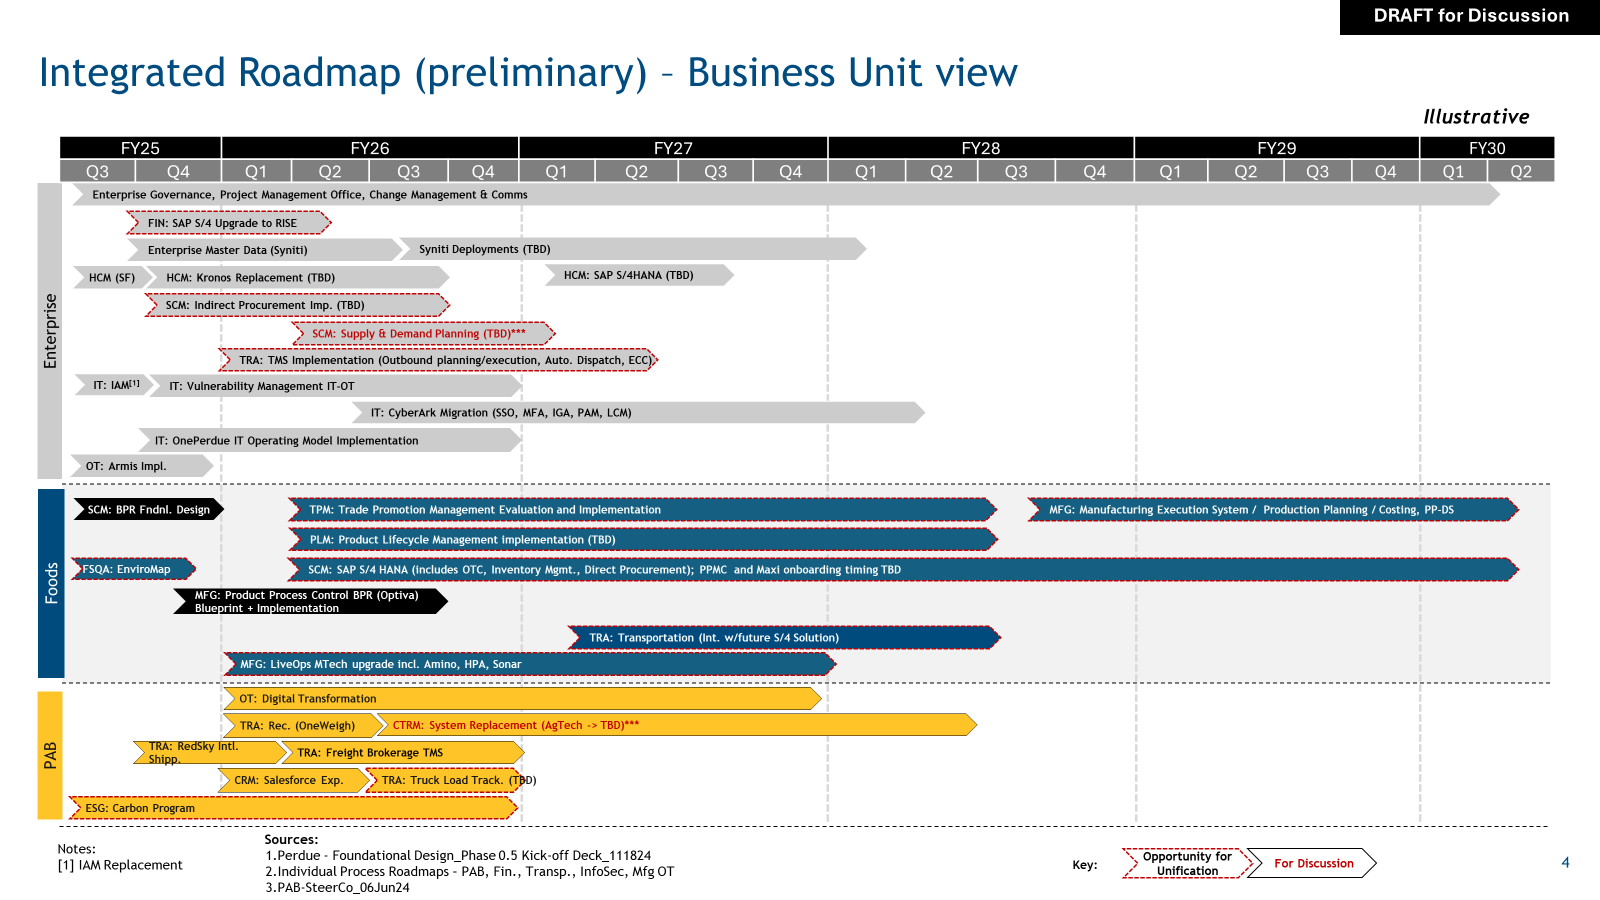 DRAFT for Discussion
Integrated Roadmap (preliminary) – Business Unit view
Illustrative
FY25 FY26 FY27 FY28 FY29 FY30
Q3 Q4 Q1 Q2 Q3 Q4 Q1 Q2 Q3 Q4 Q1 Q2 Q3 Q4 Q1 Q2 Q3 Q4 Q1 Q2
Enterprise
Enterprise Governance, Project Management Office, Change Management & Comms
FIN: SAP S/4 Upgrade to RISE
Enterprise Master Data (Syniti) Syniti Deployments (TBD)
HCM (SF) HCM: Kronos Replacement (TBD) HCM: SAP S/4HANA (TBD)
SCM: Indirect Procurement Imp. (TBD)
SCM: Supply & Demand Planning (TBD)***
TRA: TMS Implementation (Outbound planning/execution, Auto. Dispatch, ECC)
IT: IAM[1] IT: Vulnerability Management IT-OT
IT: CyberArk Migration (SSO, MFA, IGA, PAM, LCM)
IT: OnePerdue IT Operating Model Implementation
OT: Armis Impl.
Foods
SCM: BPR Fndnl. Design TPM: Trade Promotion Management Evaluation and Implementation MFG: Manufacturing Execution System / Production Planning / Costing, PP-DS
PLM: Product Lifecycle Management Implementation (TBD)
FSQA: EnviroMap SCM: SAP S/4 HANA (includes OTC, Inventory Mgmt., Direct Procurement); PPMC and Maxi onboarding timing TBD
MFG: Product Process Control BPR (Optiva)
Blueprint + Implementation
TRA: Transportation (Int. w/future S/4 Solution)
MFG: LiveOps MTech upgrade incl. Amino, HPA, Sonar
PAB
OT: Digital Transformation
TRA: Rec. (OneWeigh) CTRM: System Replacement (AgTech -> TBD)***
TRA: RedSky Intl.
Shipp.
TRA: Freight Brokerage TMS
CRM: Salesforce Exp. TRA: Truck Load Track. (TBD)
ESG: Carbon Program
Notes:
[1] IAM Replacement
Sources:
1.Perdue - Foundational Design_Phase 0.5 Kick-off Deck_111824
2.Individual Process Roadmaps – PAB, Fin., Transp., InfoSec, Mfg OT
3.PAB-SteerCo_06Jun24
Key:
Opportunity for
Unification
For Discussion
4